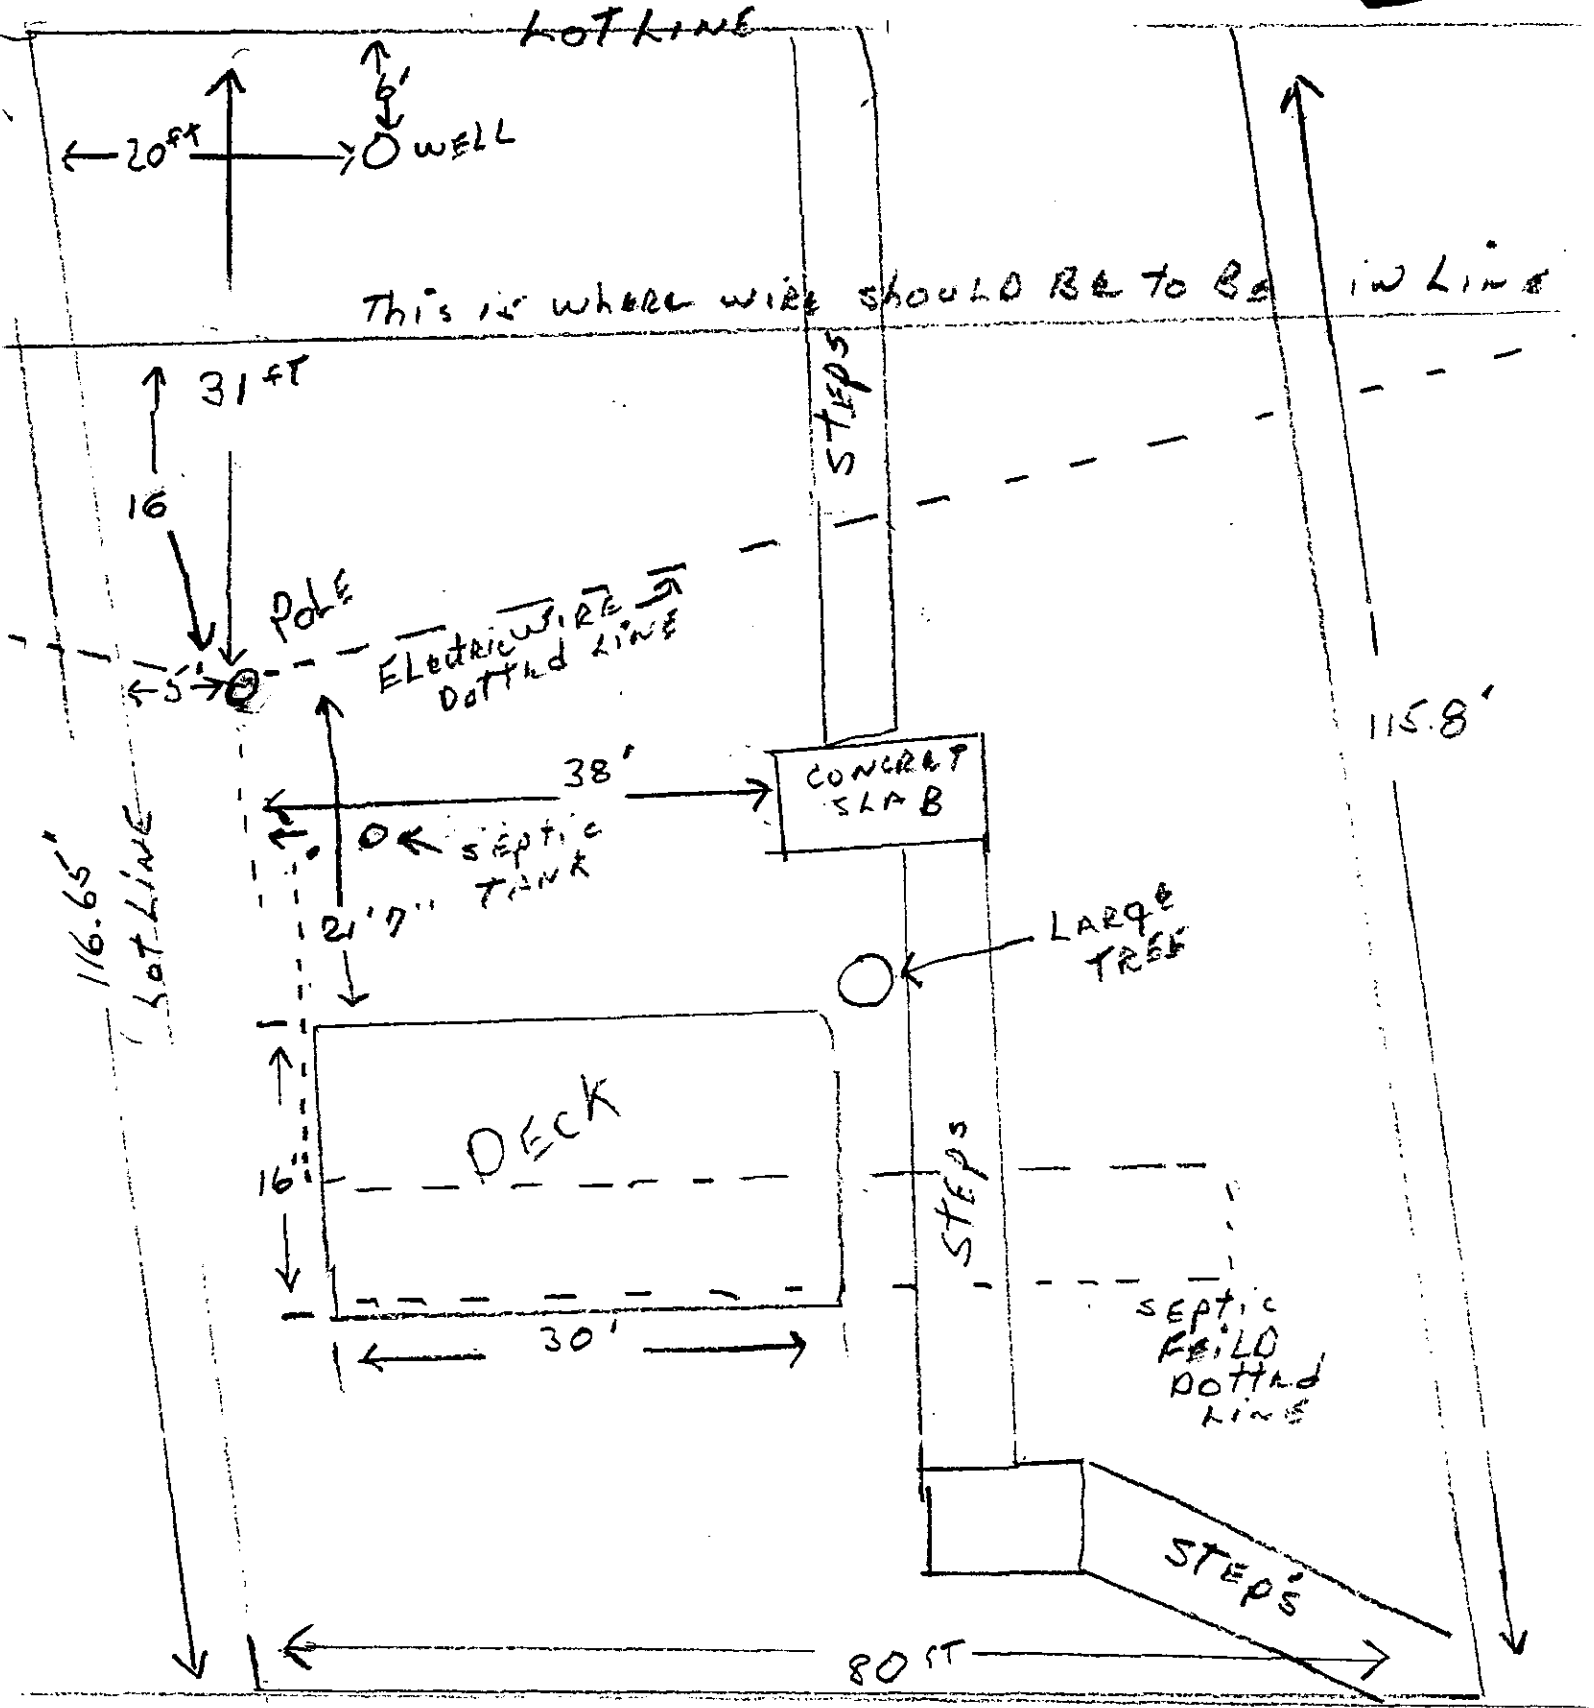 LOT LINE
6'
20 ft
WELL
This is where wire should Be to Be in Line
31 ft
16
STEPS
POLE
5'
ELectric WIRE
Dotted LINE
115.8'
38'
CONCRET
SLAB
SEptic
TANK
116.65"
Lot LINE
21'7"
LARge
TREE
DECK
16'
STEPS
30'
SEptic
FEiLD
DOTTed
LiNE
STEp's
80 FT